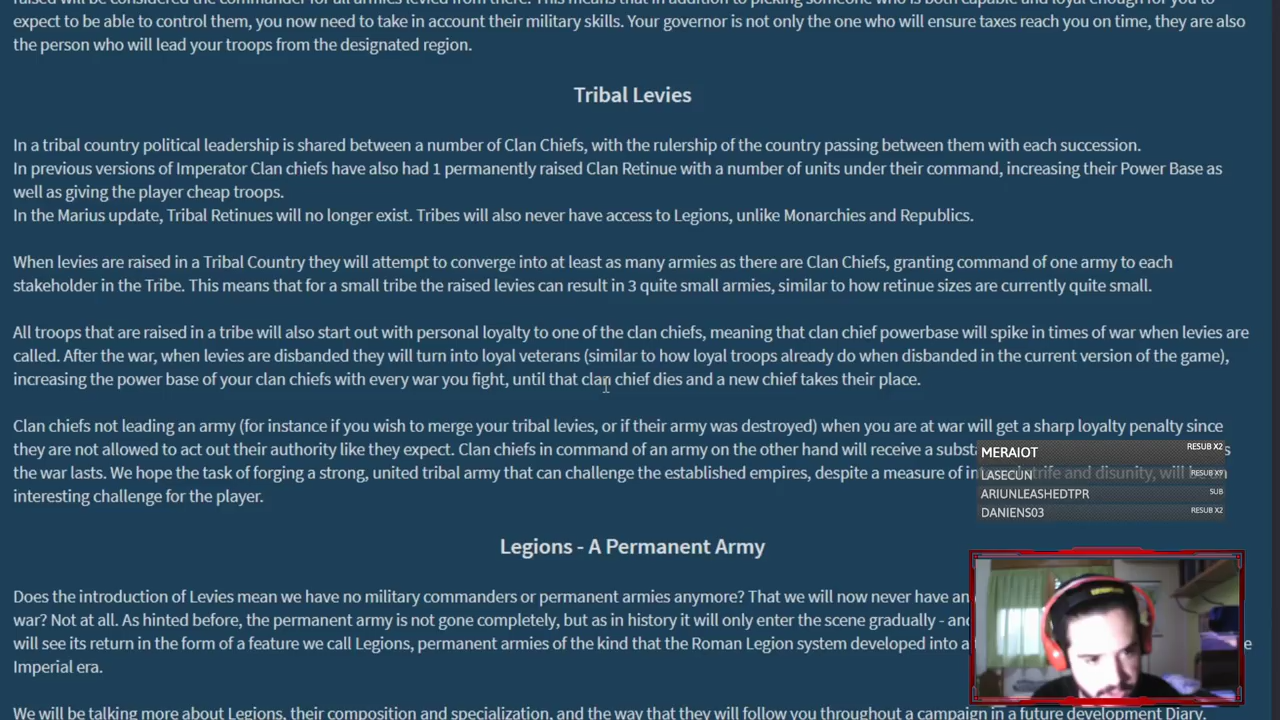 raised will be considered the commander for all armies levied from there. This means that in addition to picking someone who is both capable and loyal enough for you to
expect to be able to control them, you now need to take in account their military skills. Your governor is not only the one who will ensure taxes reach you on time, they are also
the person who will lead your troops from the designated region.
Tribal Levies
In a tribal country political leadership is shared between a number of Clan Chiefs, with the rulership of the country passing between them with each succession.
In previous versions of Imperator Clan chiefs have also had 1 permanently raised Clan Retinue with a number of units under their command, increasing their Power Base as
well as giving the player cheap troops.
In the Marius update, Tribal Retinues will no longer exist. Tribes will also never have access to Legions, unlike Monarchies and Republics.
When levies are raised in a Tribal Country they will attempt to converge into at least as many armies as there are Clan Chiefs, granting command of one army to each
stakeholder in the Tribe. This means that for a small tribe the raised levies can result in 3 quite small armies, similar to how retinue sizes are currently quite small.
All troops that are raised in a tribe will also start out with personal loyalty to one of the clan chiefs, meaning that clan chief powerbase will spike in times of war when levies are
called. After the war, when levies are disbanded they will turn into loyal veterans (similar to how loyal troops already do when disbanded in the current version of the game),
increasing the power base of your clan chiefs with every war you fight, until that clan chief dies and a new chief takes their place.
Clan chiefs not leading an army (for instance if you wish to merge your tribal levies, or if their army was destroyed) when you are at war will get a sharp loyalty penalty since
they are not allowed to act out their authority like they expect. Clan chiefs in command of an army on the other hand will receive a
the war lasts. We hope the task of forging a strong, united tribal army that can challenge the established empires, despite a measure of and disunity, will be an
interesting challenge for the player.
MERAIOT RESUB X2
LASECUN RESUB X9
ARIUNLEASHEDTPR SUB
DANIENS03 RESUB X2
Legions - A Permanent Army
Does the introduction of Levies mean we have no military commanders or permanent armies anymore? That we will now never have an
war? Not at all. As hinted before, the permanent army is not gone completely, but as in history it will only enter the scene gradually - and
will see its return in the form of a feature we call Legions, permanent armies of the kind that the Roman Legion system developed into a
Imperial era.
We will be talking more about Legions, their composition and specialization, and the way that they will follow you throughout a campaign in a future development Diary.